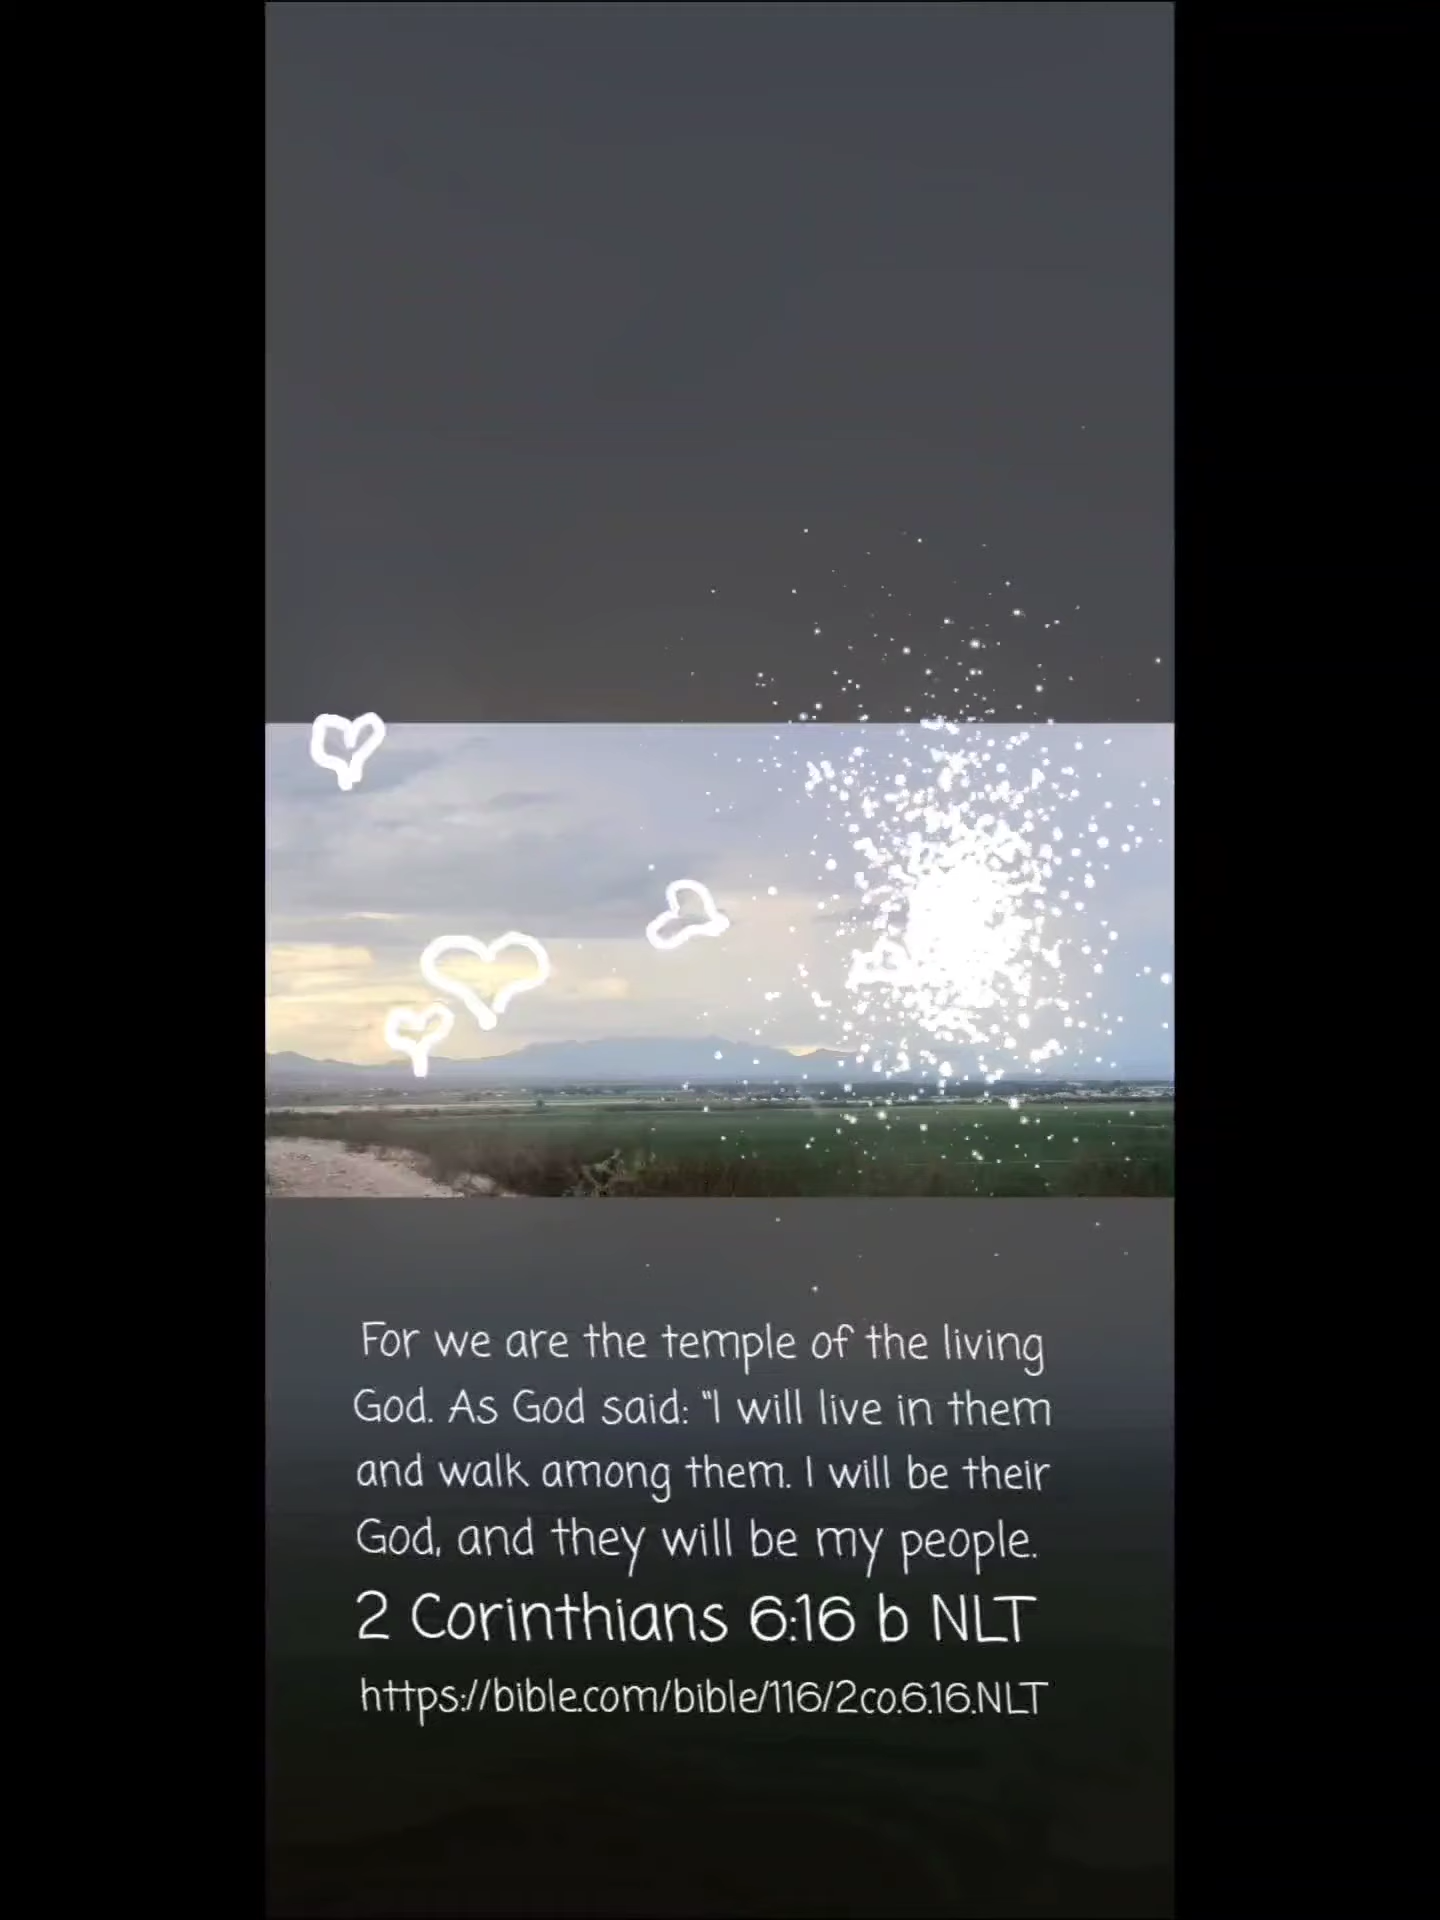 For we are the temple of the living
God. As God said: "I will live in them
and walk among them. I will be their
God, and they will be my people.
2 Corinthians 6:16 b NLT
https://bible.com/bible/116/2co.6.16.NLT